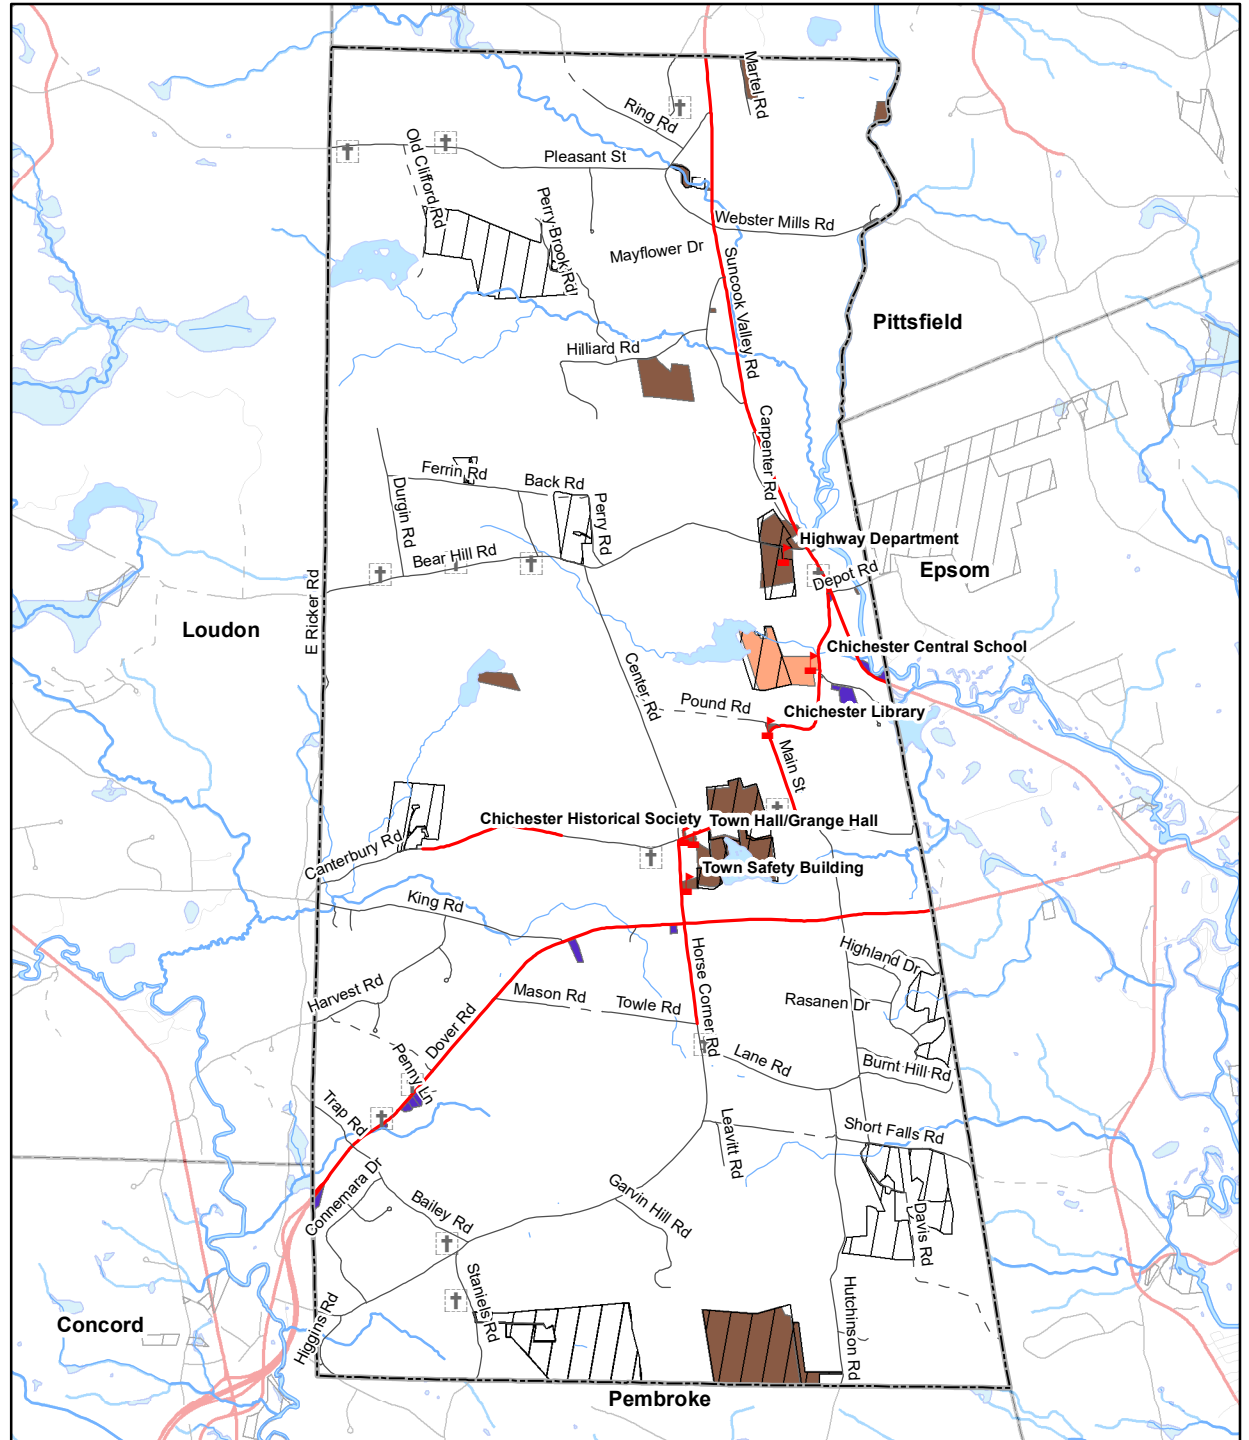 Martel Rd
Ring Rd
Old Clifford Rd
Pleasant St
Perry Brook Rd
Webster Mills Rd
Mayflower Dr
Suncook Valley Rd
Pittsfield
Hilliard Rd
Carpenter Rd
Ferrin Rd
Back Rd
Durgin Rd
Perry Rd
Highway Department
Bear Hill Rd
Depot Rd
Epsom
E Ricker Rd
Loudon
Chichester Central School
Center Rd
Pound Rd
Chichester Library
Main St
Chichester Historical Society
Town Hall/Grange Hall
Canterbury Rd
Town Safety Building
King Rd
Horse Corner Rd
Highland Dr
Harvest Rd
Mason Rd
Towle Rd
Rasanen Dr
Dover Rd
Penny Ln
Lane Rd
Burnt Hill Rd
Trap Rd
Leavitt Rd
Short Falls Rd
Connemara Dr
Bailey Rd
Garvin Hill Rd
Davis Rd
Staniels Rd
Hutchinson Rd
Higgins Rd
Concord
Pembroke